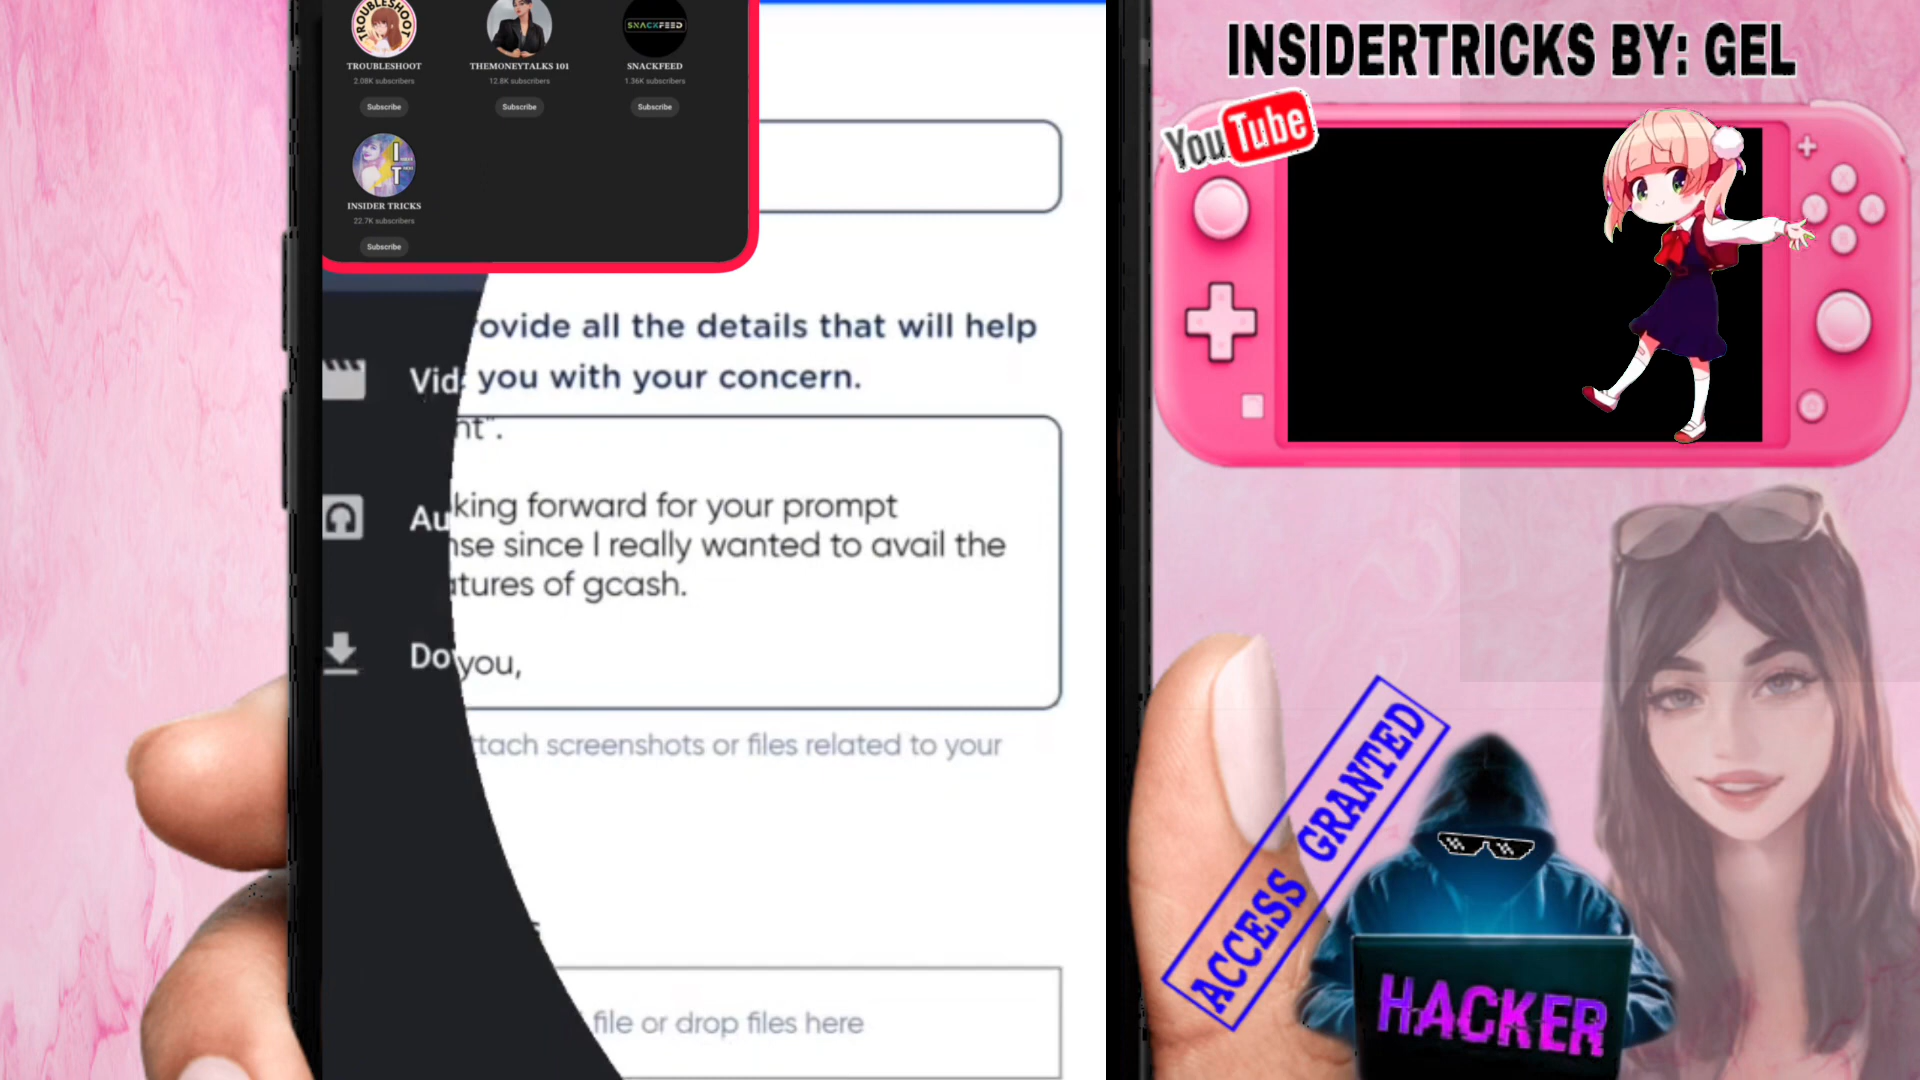 TROUBLESHOOT
TROUBLESHOOT
2.08K subscribers
Subscribe
THEMONEYTALKS 101
12.8K subscribers
Subscribe
SNACKFEED
SNACKFEED
1.36K subscribers
Subscribe
I
T
INSIDER TRICKS
22.7K subscribers
Subscribe
ovide all the details that will help
you with your concern.
nt".
king forward for your prompt
nse since I really wanted to avail the
atures of gcash.
you,
ttach screenshots or files related to your
file or drop files here
Vid
Au
Do
INSIDERTRICKS BY: GEL
YouTube
X
Y
A
B
ACCESS GRANTED
HACKER